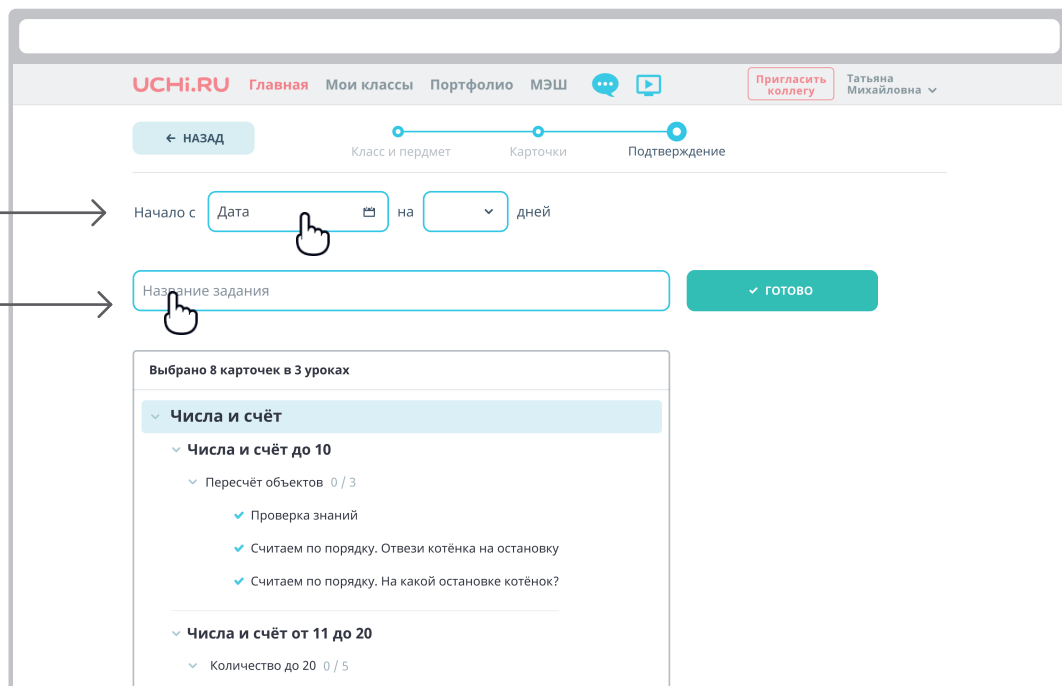 UCHi.RU Главная Мои классы Портфолио МЭШ Пригласить коллегу Татьяна Михайловна
← НАЗАД
Класс и пердмет Карточки Подтверждение
Начало с Дата на дней
Название задания ГОТОВО
Выбрано 8 карточек в 3 уроках
Числа и счёт
Числа и счёт до 10
Пересчёт объектов 0 / 3
Проверка знаний
Считаем по порядку. Отвези котёнка на остановку
Считаем по порядку. На какой остановке котёнок?
Числа и счёт от 11 до 20
Количество до 20 0 / 5